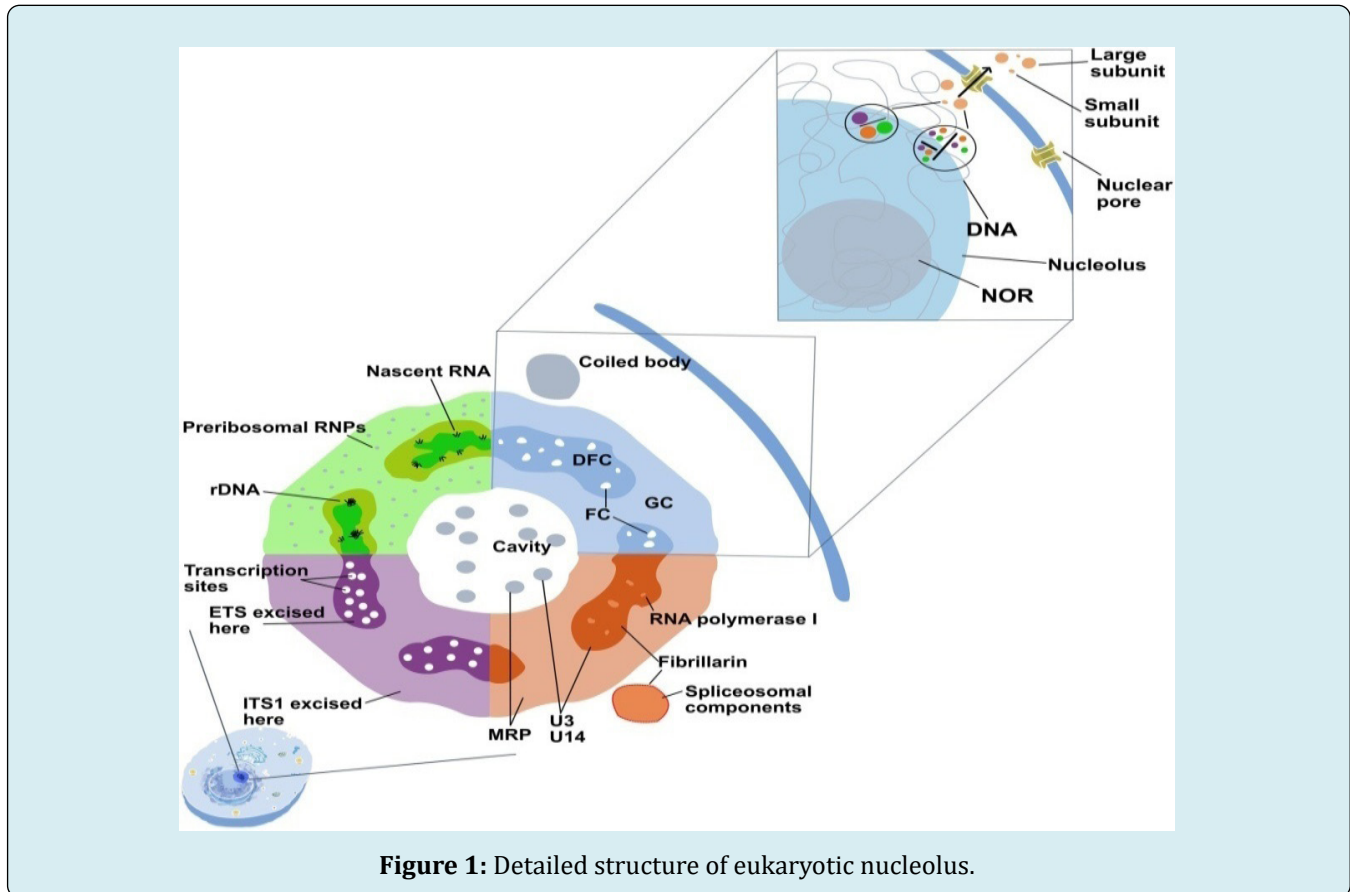 Large
subunit
Small
subunit
Nuclear
pore
DNA
Nucleolus
NOR
Coiled body
Nascent RNA
Preribosomal RNPs
DFC
rDNA
GC
FC
Cavity
Transcription
sites
ETS excised
here
RNA polymerase I
Fibrillarin
Spliceosomal
components
ITS1 excised
here
MRP
U3
U14
Figure 1: Detailed structure of eukaryotic nucleolus.